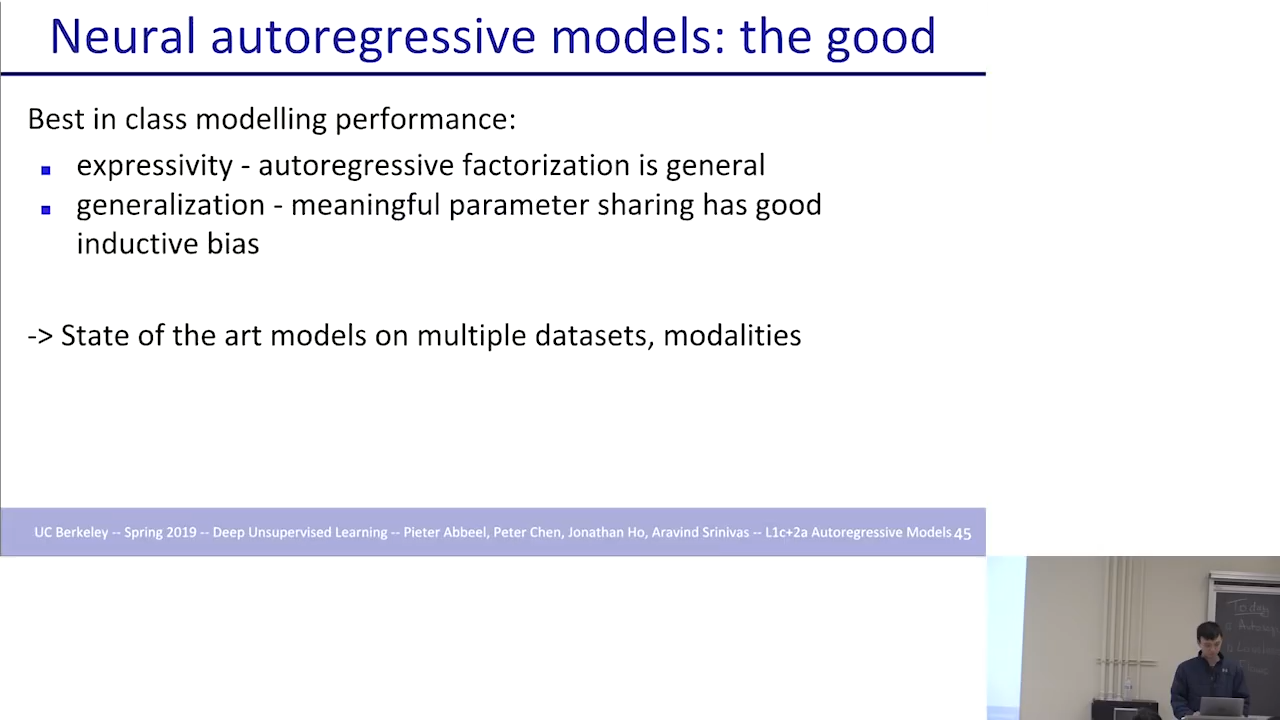 Neural autoregressive models: the good
Best in class modelling performance:
expressivity - autoregressive factorization is general
generalization - meaningful parameter sharing has good
inductive bias
-> State of the art models on multiple datasets, modalities
UC Berkeley -- Spring 2019 -- Deep Unsupervised Learning -- Pieter Abbeel, Peter Chen, Jonathan Ho, Aravind Srinivas -- L1c+2a Autoregressive Models 45
Today